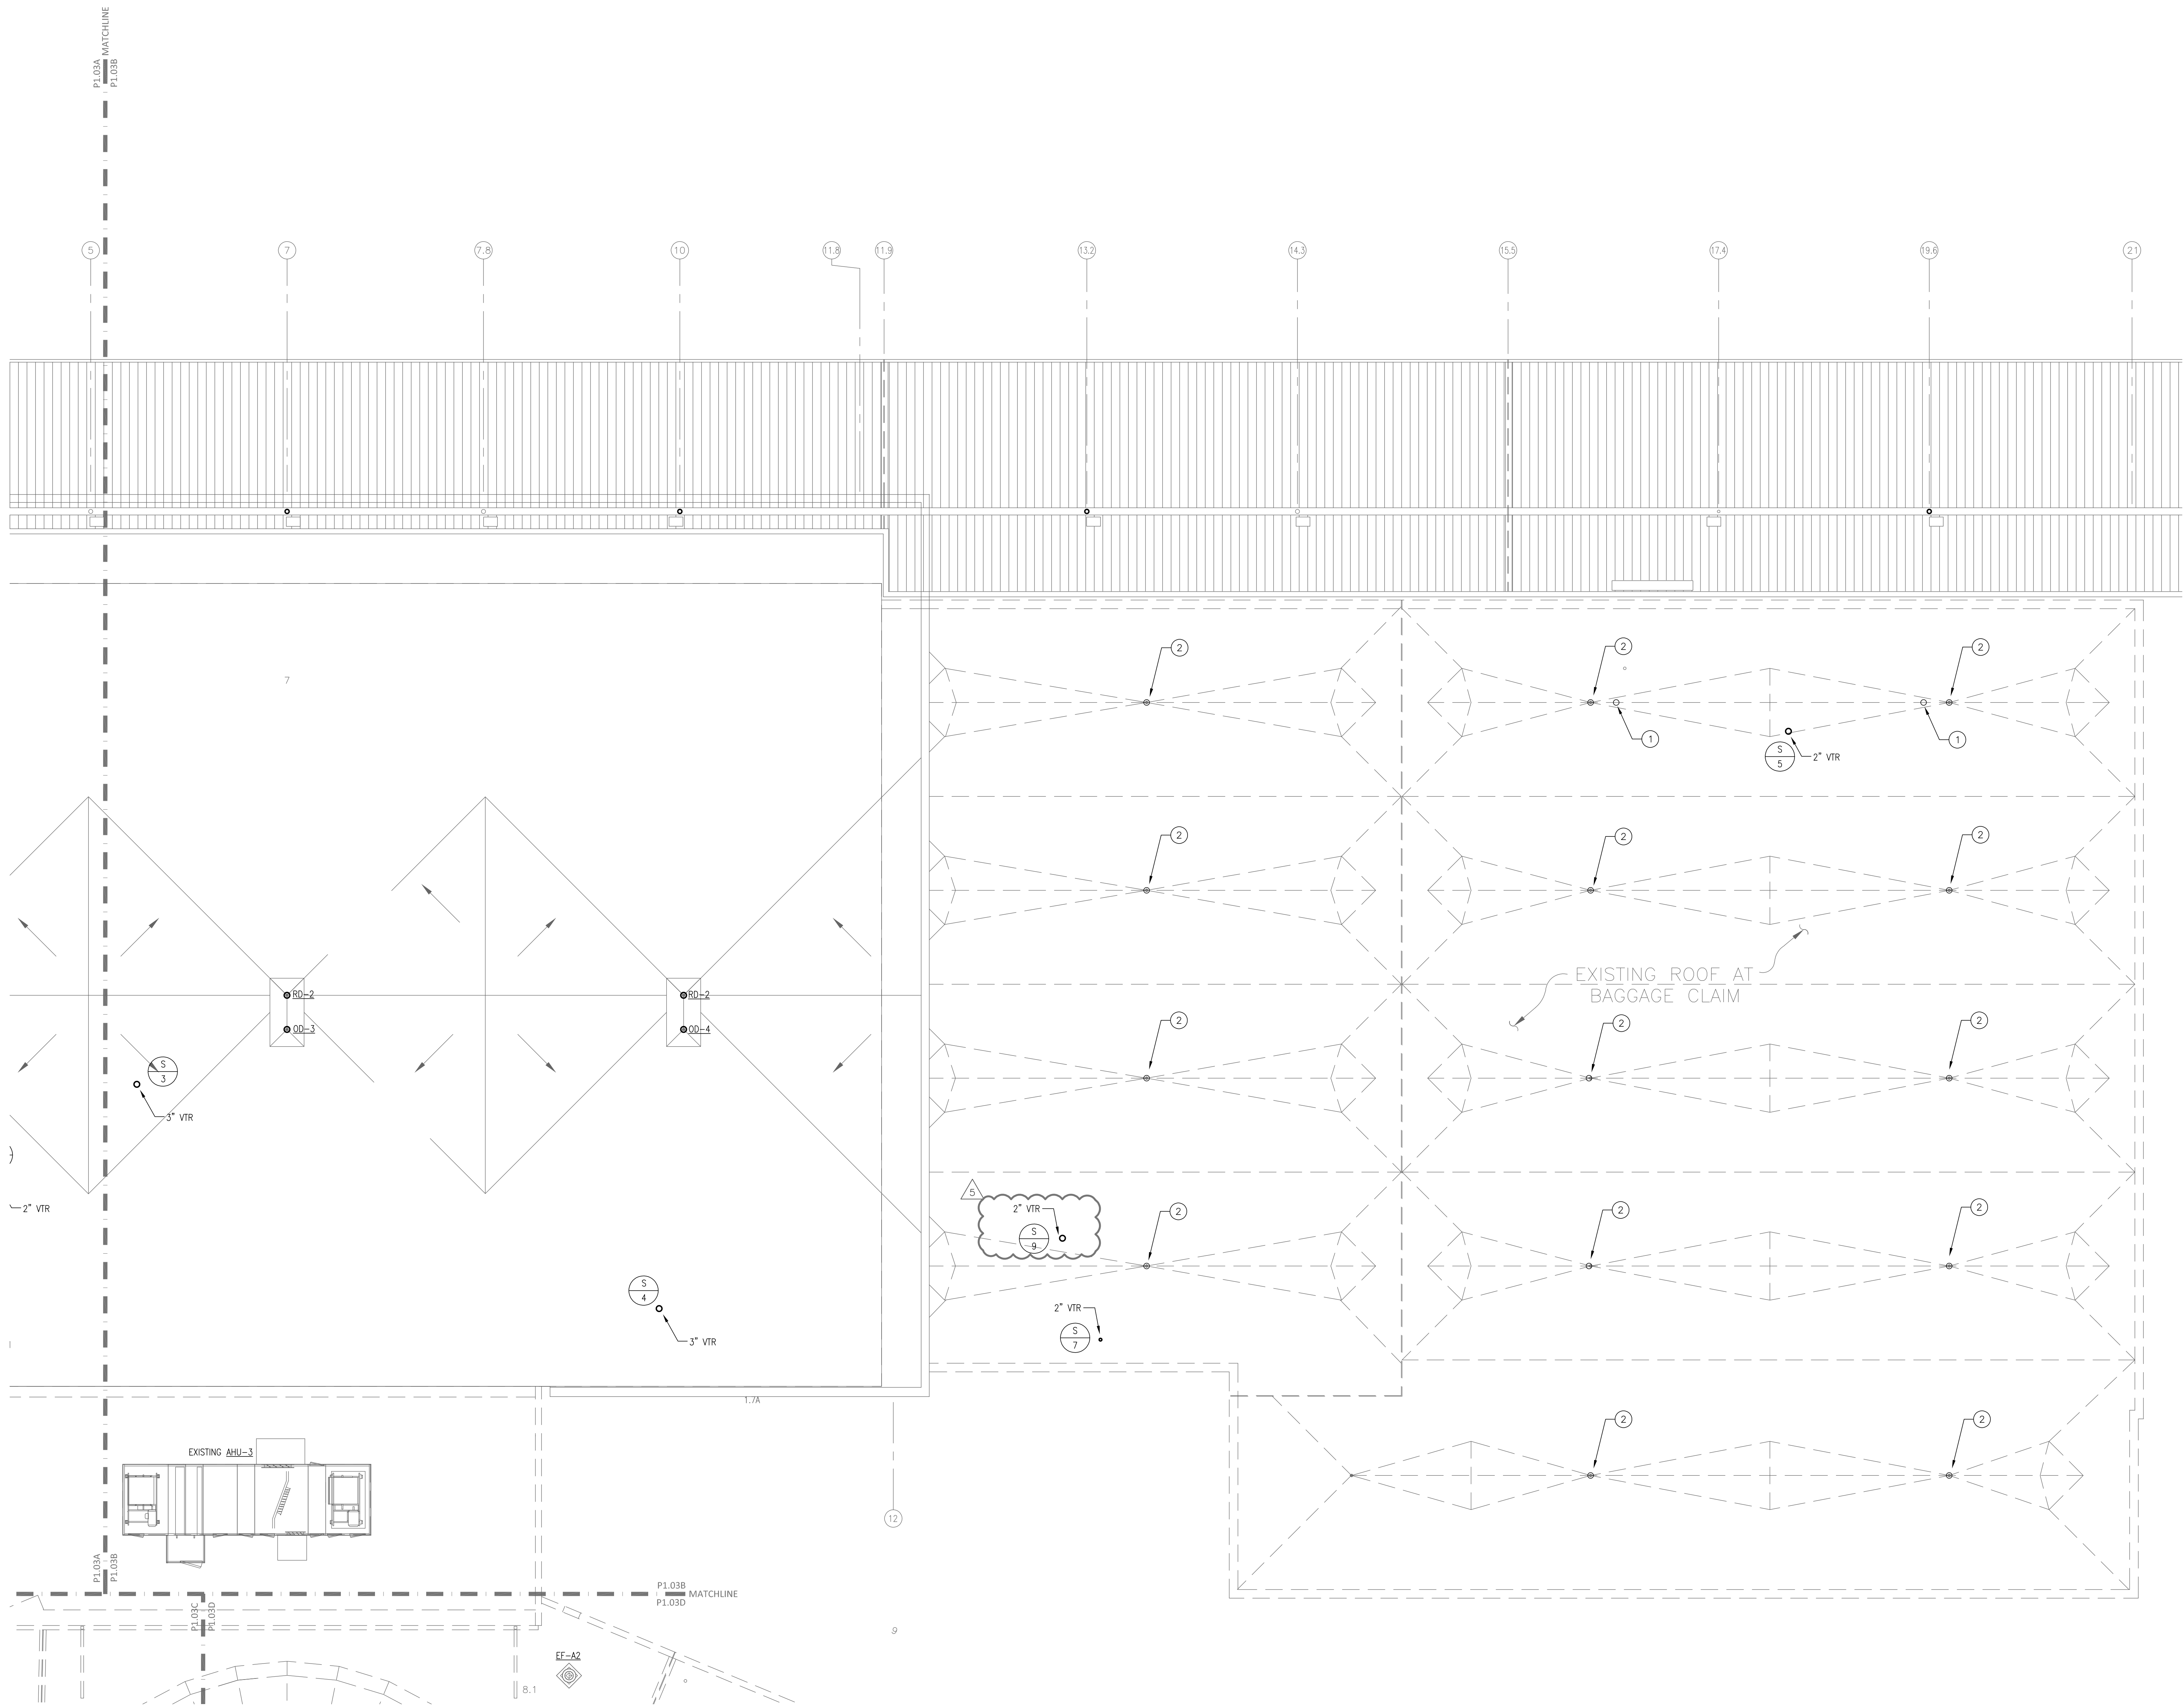 P1.03A
MATCHLINE
P1.03B
5
7
7.8
10
11.8
11.9
13.2
14.3
15.5
17.4
19.6
21
2
2
2
7
1
1
S
5
2" VTR
2
2
2
EXISTING ROOF AT
BAGGAGE CLAIM
RD-2
RD-2
OD-3
OD-4
2
2
2
S
3
3" VTR
2" VTR
5
2" VTR
S
9
2
2
2
S
4
3" VTR
2" VTR
S
7
1.7A
2
2
EXISTING AHU-3
12
P1.03A
P1.03B
P1.03B
MATCHLINE
P1.03D
P1.03C
P1.03D
9
EF-A2
8.1